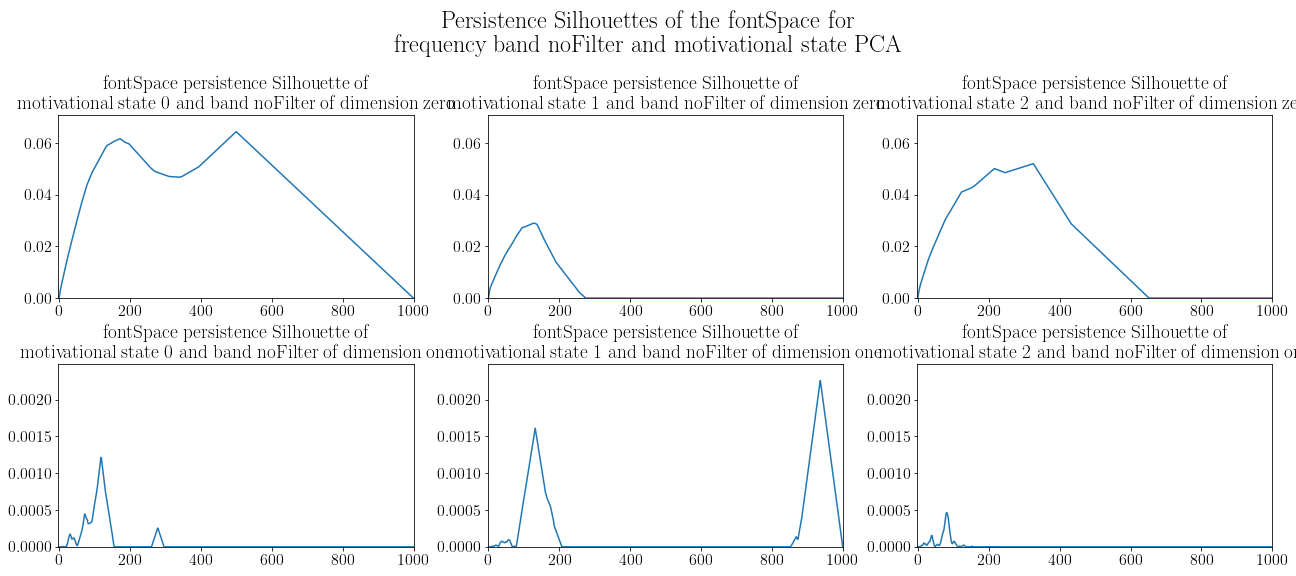 Persistence Silhouettes of the fontSpace for
frequency band noFilter and motivational state PCA
fontSpace persistence Silhouette of
motivational state 0 and band noFilter of dimension zero
fontSpace persistence Silhouette of
motivational state 1 and band noFilter of dimension zero
fontSpace persistence Silhouette of
motivational state 2 and band noFilter of dimension ze
0.06
0.04
0.02
0.00
0 200 400 600 800 1000
0.06
0.04
0.02
0.00
0 200 400 600 800 1000
0.06
0.04
0.02
0.00
0 200 400 600 800 1000
fontSpace persistence Silhouette of
motivational state 0 and band noFilter of dimension one
fontSpace persistence Silhouette of
motivational state 1 and band noFilter of dimension one
fontSpace persistence Silhouette of
motivational state 2 and band noFilter of dimension on
0.0020
0.0015
0.0010
0.0005
0.0000
0 200 400 600 800 1000
0.0020
0.0015
0.0010
0.0005
0.0000
0 200 400 600 800 1000
0.0020
0.0015
0.0010
0.0005
0.0000
0 200 400 600 800 1000